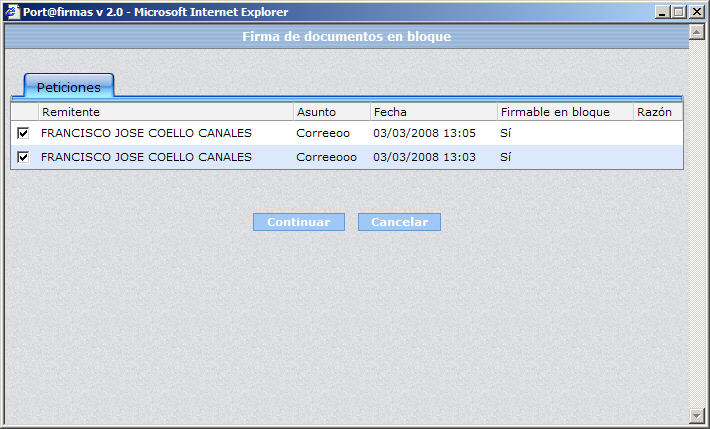 Port@firmas v 2.0 - Microsoft Internet Explorer
Firma de documentos en bloque
Peticiones
Remitente Asunto Fecha Firmable en bloque Razón
FRANCISCO JOSE COELLO CANALES Correeoo 03/03/2008 13:05 Sí
FRANCISCO JOSE COELLO CANALES Correeooo 03/03/2008 13:03 Sí
Continuar Cancelar